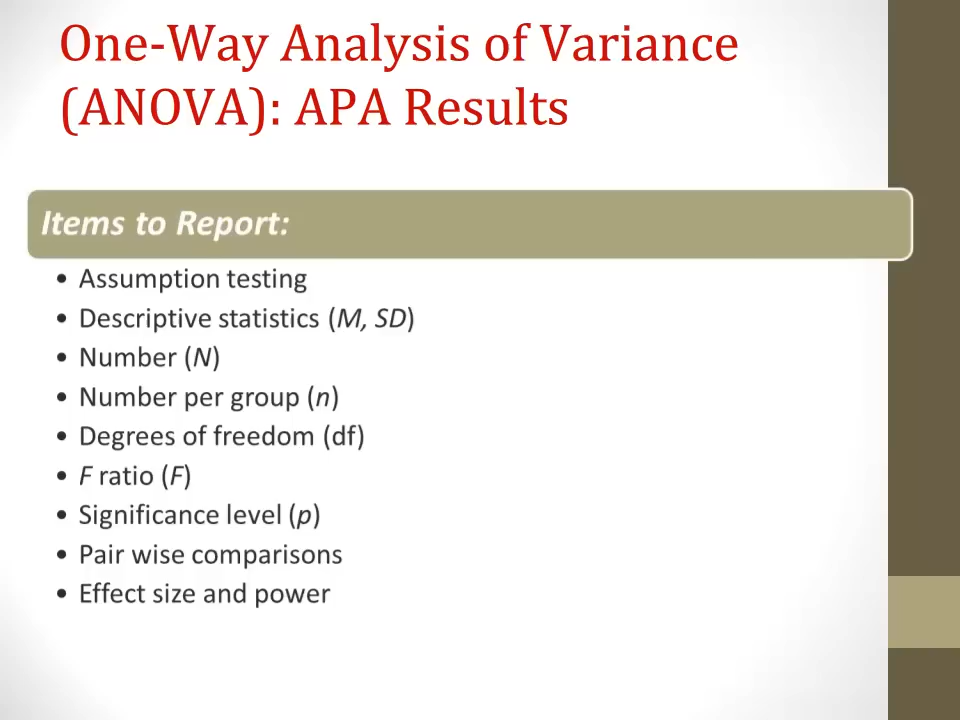 One-Way Analysis of Variance
(ANOVA): APA Results
Items to Report:
• Assumption testing
• Descriptive statistics (M, SD)
• Number (N)
• Number per group (n)
• Degrees of freedom (df)
• F ratio (F)
• Significance level (p)
• Pair wise comparisons
• Effect size and power